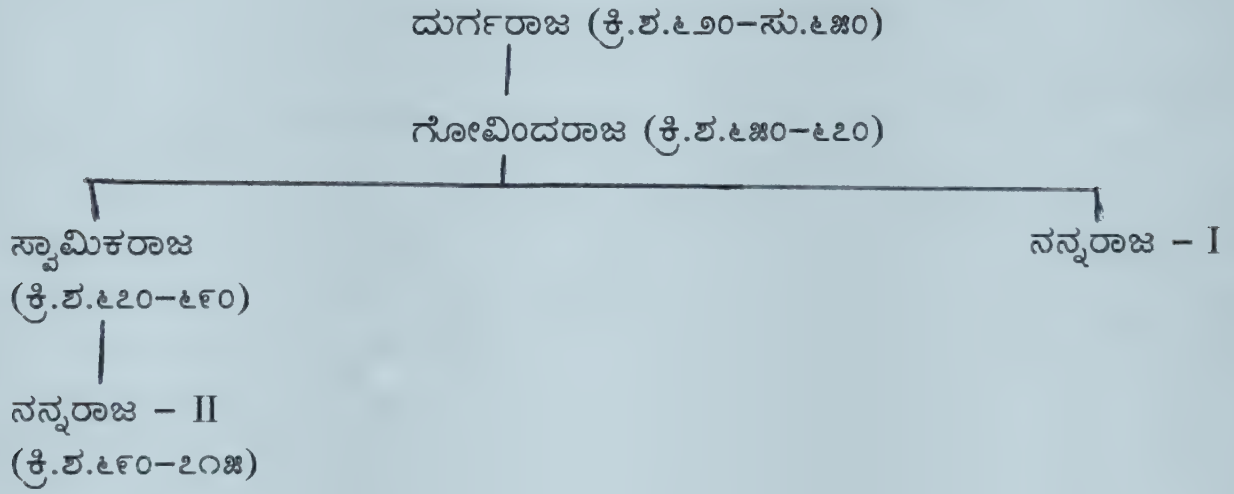 ದುರ್ಗರಾಜ (ಕ್ರಿ.ಶ.೬೨೦–ಸು.೬೫೦)
ಗೋವಿಂದರಾಜ (ಕ್ರಿ.ಶ.೬೫೦–೬೭೦)
ಸ್ವಾಮಿಕರಾಜ
(ಕ್ರಿ.ಶ.೬೭೦–೬೯೦)
ನನ್ನರಾಜ – I
ನನ್ನರಾಜ – II
(ಕ್ರಿ.ಶ.೬೯೦–೭೧೫)